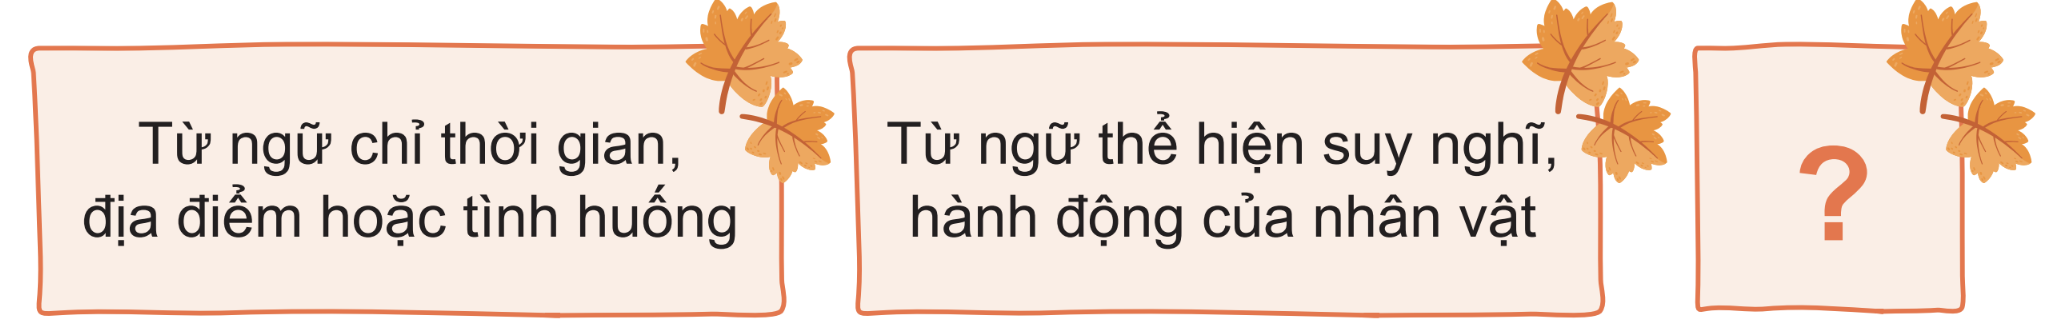 Từ ngữ chỉ thời gian,
địa điểm hoặc tình huống
Từ ngữ thể hiện suy nghĩ,
hành động của nhân vật
?